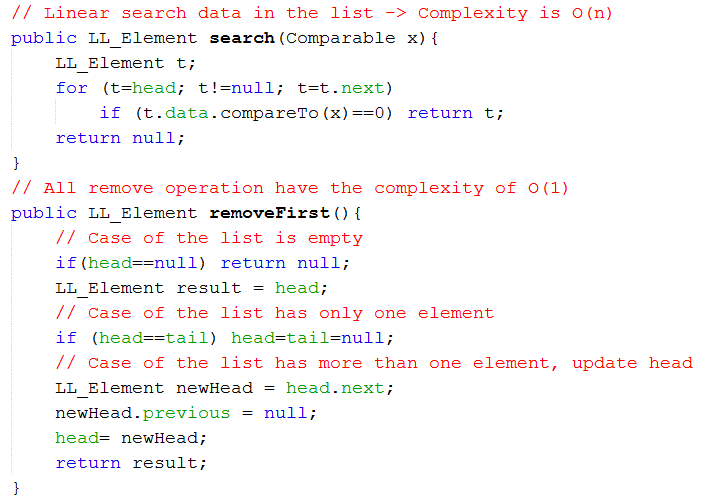 // Linear search data in the list -> Complexity is O(n)
public LL_Element search(Comparable x){
    LL_Element t;
    for (t=head; t!=null; t=t.next)
        if (t.data.compareTo(x)==0) return t;
    return null;
}
// All remove operation have the complexity of O(1)
public LL_Element removeFirst(){
    // Case of the list is empty
    if(head==null) return null;
    LL_Element result = head;
    // Case of the list has only one element
    if (head==tail) head=tail=null;
    // Case of the list has more than one element, update head
    LL_Element newHead = head.next;
    newHead.previous = null;
    head= newHead;
    return result;
}